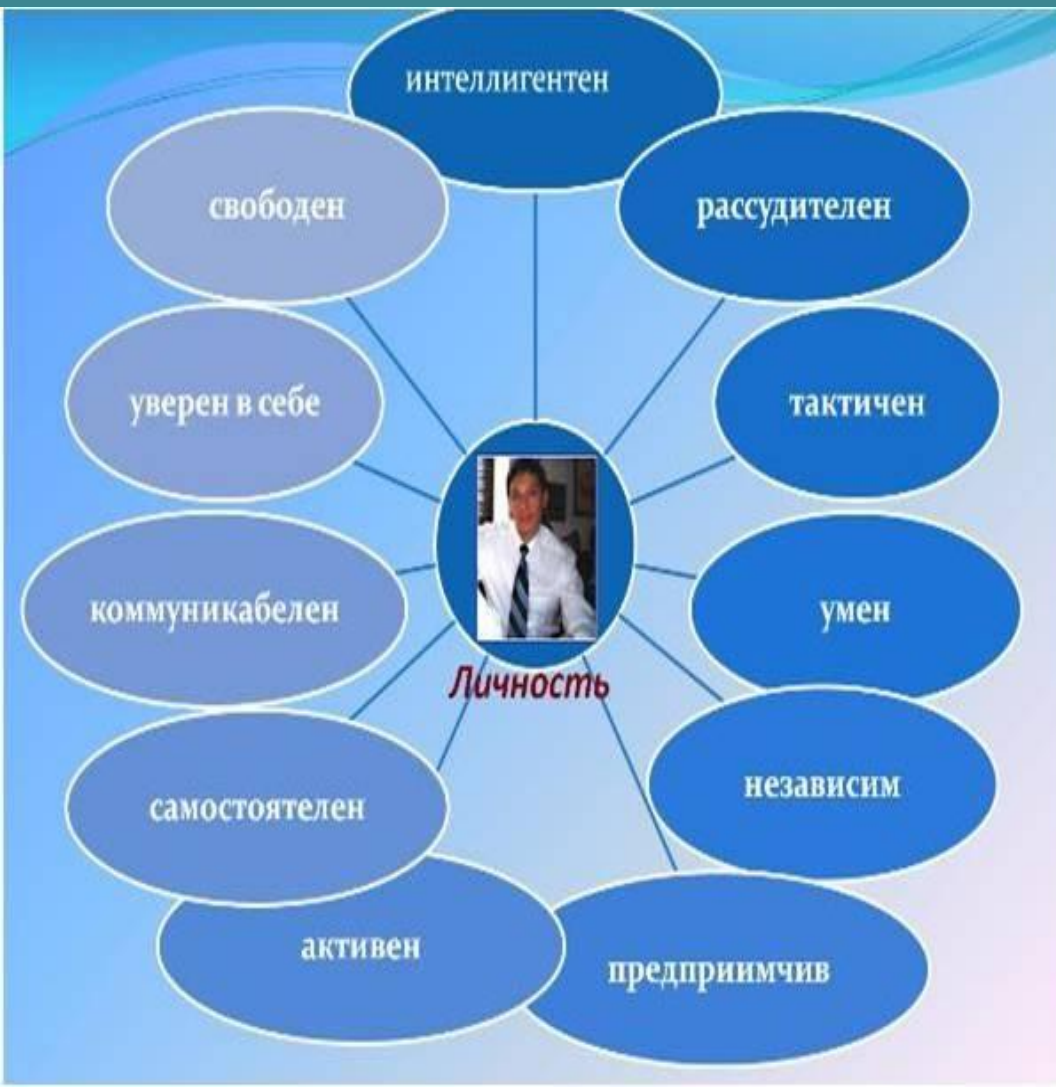 интеллигентен
рассудителен
тактичен
умен
независим
предприимчив
активен
самостоятелен
коммуникабелен
уверен в себе
свободен
Личность